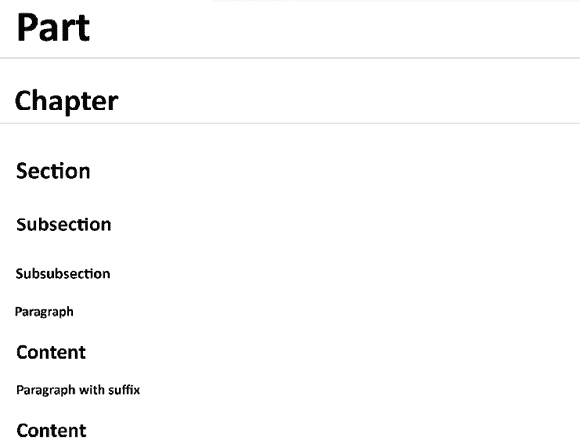 Part
Chapter
Section
Subsection
Subsubsection
Paragraph
Content
Paragraph with suffix
Content